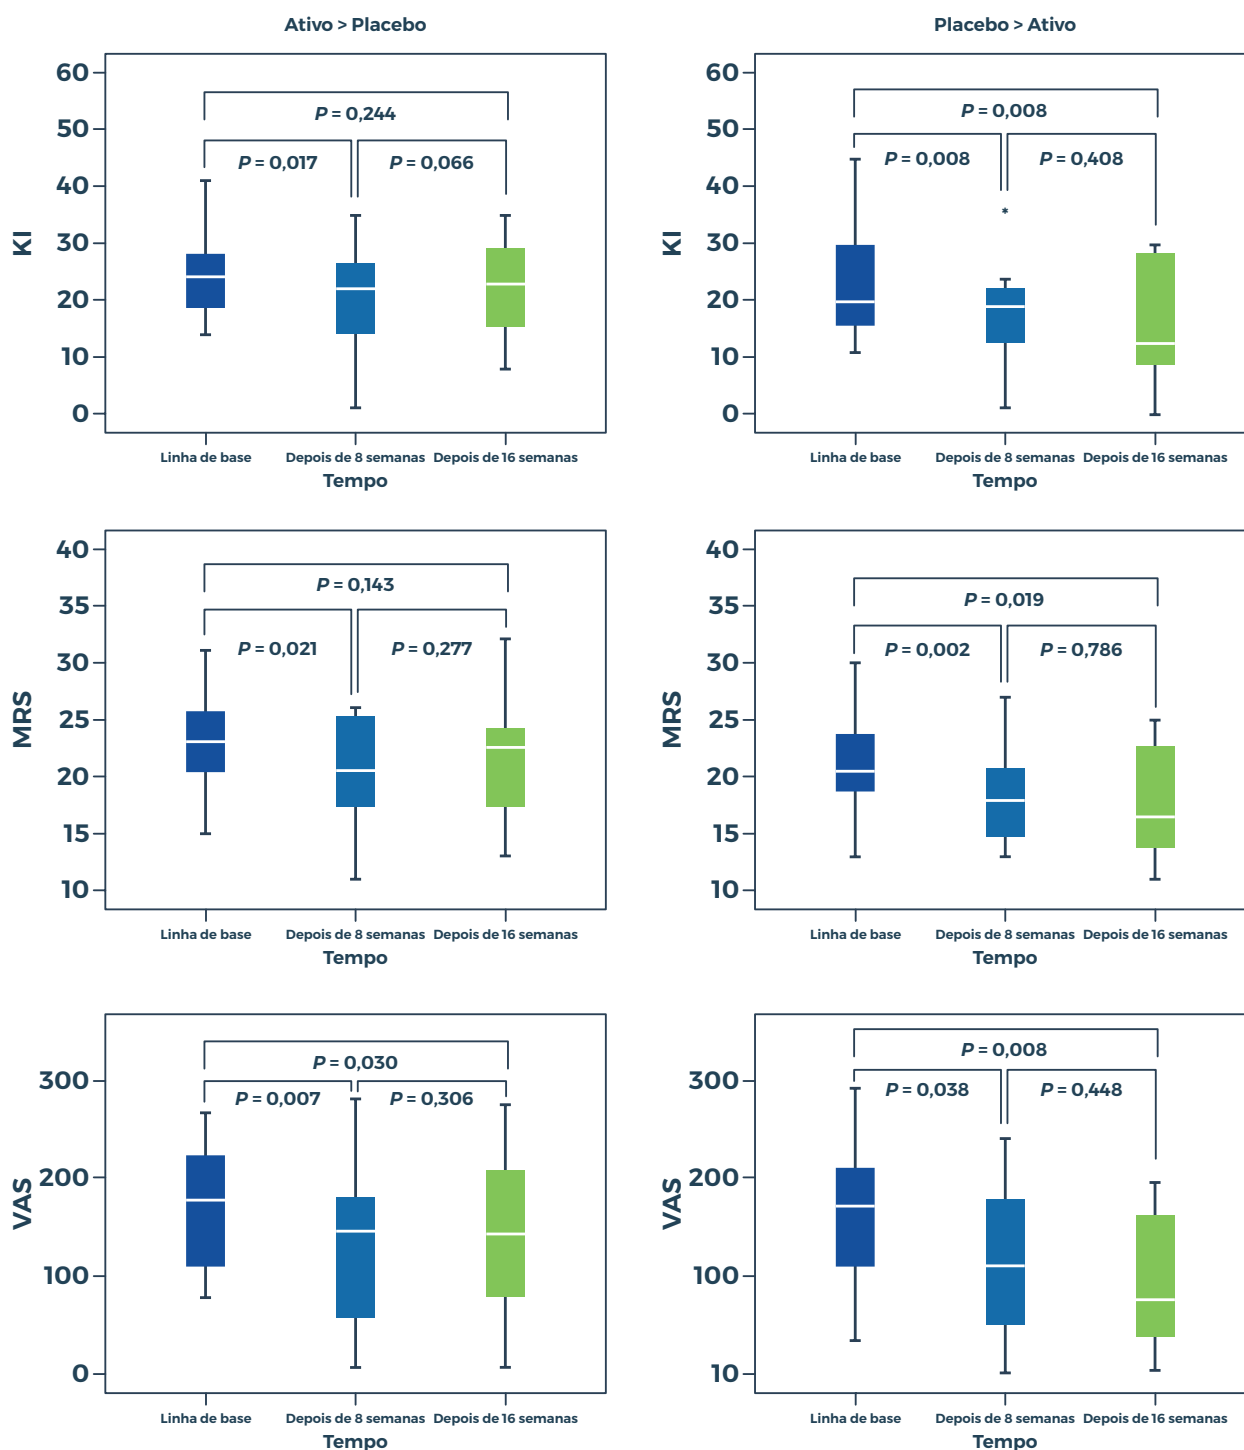 Ativo > Placebo
60
50
40
30
20
10
0
KI
P = 0,244
P = 0,017
P = 0,066
Linha de base
Depois de 8 semanas
Depois de 16 semanas
Tempo
Placebo > Ativo
60
50
40
30
20
10
0
KI
P = 0,008
P = 0,008
P = 0,408
*
Linha de base
Depois de 8 semanas
Depois de 16 semanas
Tempo
40
35
30
25
20
15
10
MRS
P = 0,143
P = 0,021
P = 0,277
Linha de base
Depois de 8 semanas
Depois de 16 semanas
Tempo
40
35
30
25
20
15
10
MRS
P = 0,019
P = 0,002
P = 0,786
Linha de base
Depois de 8 semanas
Depois de 16 semanas
Tempo
300
200
100
0
VAS
P = 0,030
P = 0,007
P = 0,306
Linha de base
Depois de 8 semanas
Depois de 16 semanas
Tempo
300
200
100
10
VAS
P = 0,008
P = 0,038
P = 0,448
Linha de base
Depois de 8 semanas
Depois de 16 semanas
Tempo